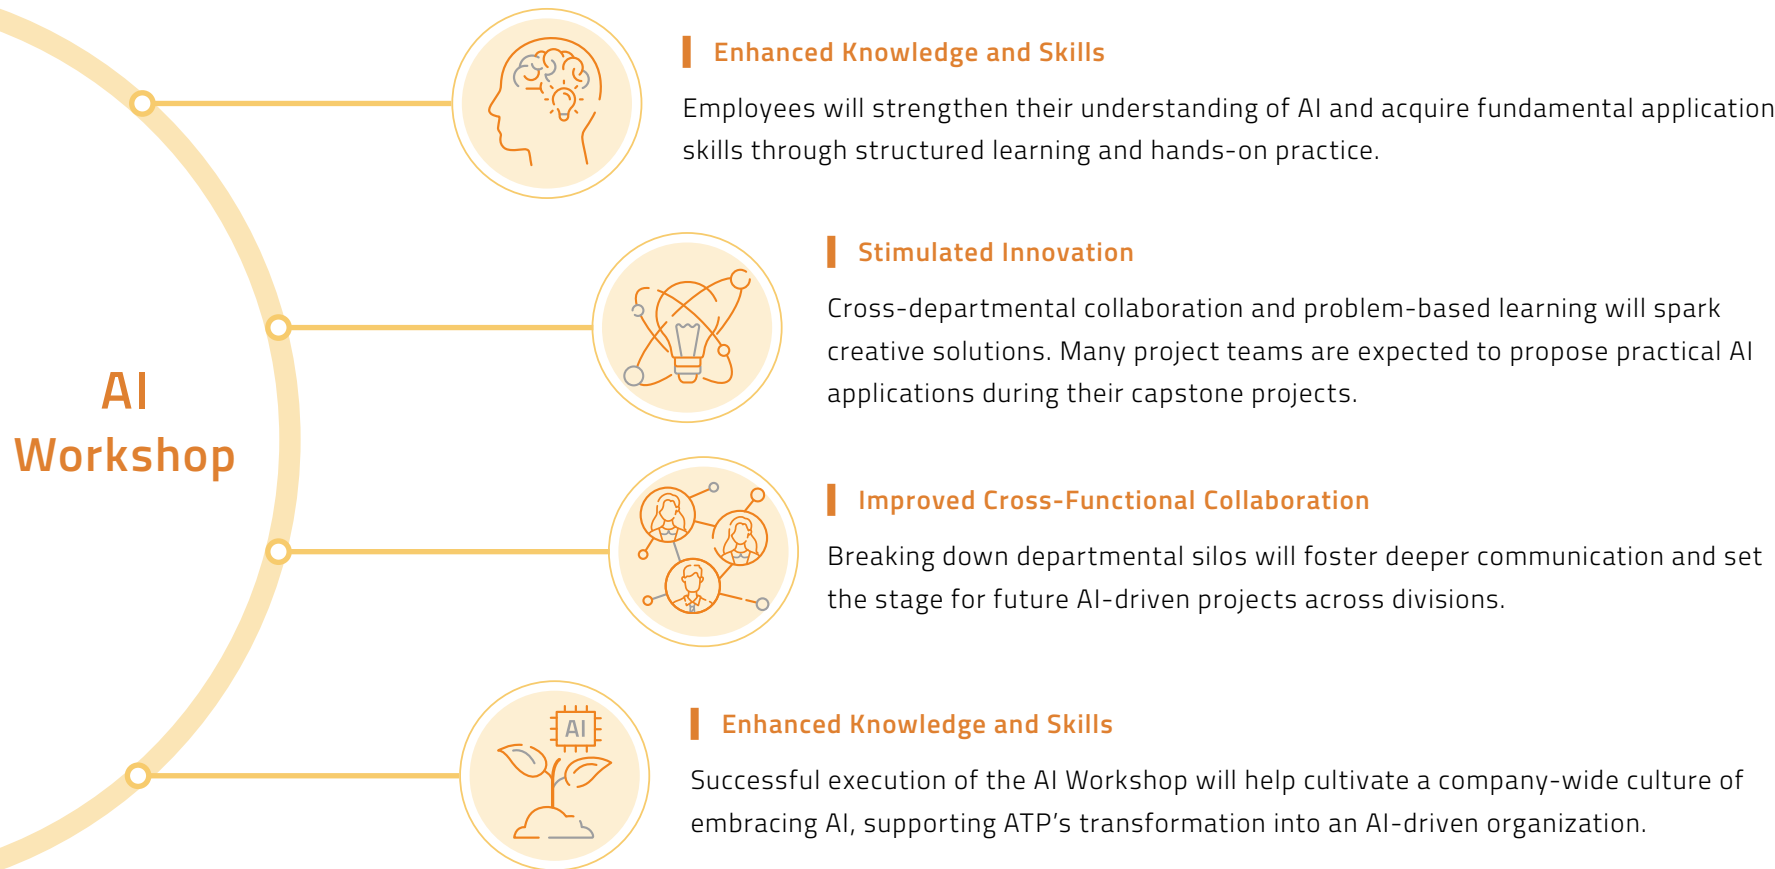 AI
Workshop
Enhanced Knowledge and Skills
Employees will strengthen their understanding of AI and acquire fundamental application
skills through structured learning and hands-on practice.
Stimulated Innovation
Cross-departmental collaboration and problem-based learning will spark
creative solutions. Many project teams are expected to propose practical AI
applications during their capstone projects.
Improved Cross-Functional Collaboration
Breaking down departmental silos will foster deeper communication and set
the stage for future AI-driven projects across divisions.
AI
Enhanced Knowledge and Skills
Successful execution of the AI Workshop will help cultivate a company-wide culture of
embracing AI, supporting ATP’s transformation into an AI-driven organization.